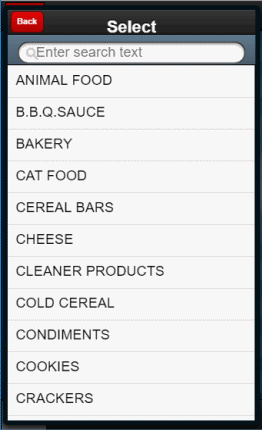 Back
Select
Enter search text
ANIMAL FOOD
B.B.Q.SAUCE
BAKERY
CAT FOOD
CEREAL BARS
CHEESE
CLEANER PRODUCTS
COLD CEREAL
CONDIMENTS
COOKIES
CRACKERS